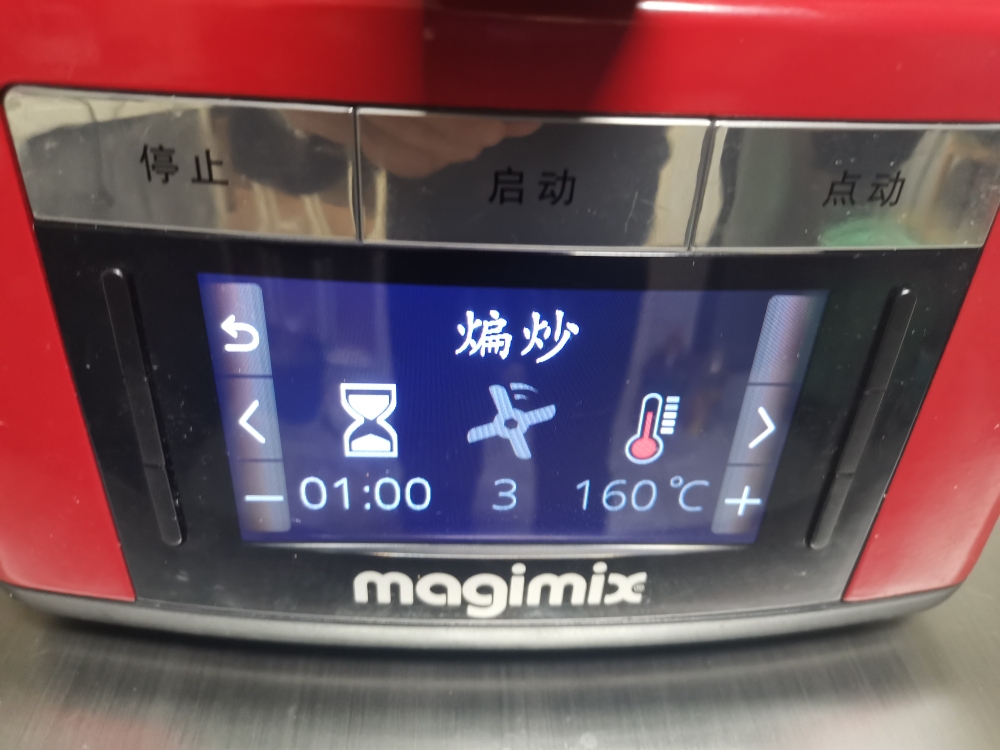 停止 启动 点动
煸炒
01:00 3 160℃
magimix